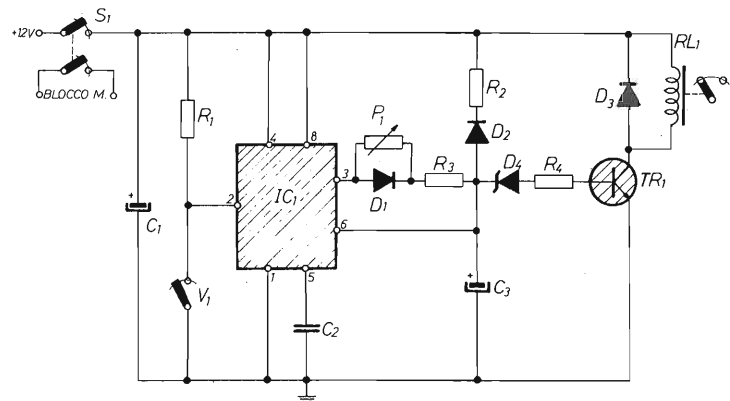 S1
+12V
BLOCCO M.
R1
C1
V1
IC1
4
8
2
3
6
1
5
C2
P1
D1
R3
R2
D2
D4
R4
C3
D3
TR1
RL1
+
+